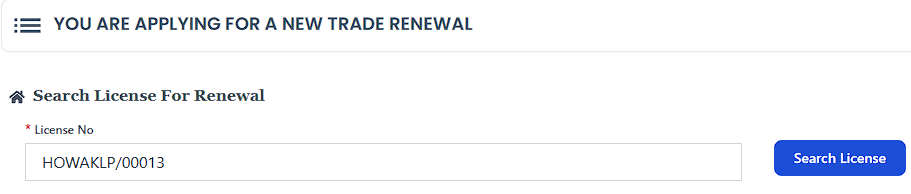 YOU ARE APPLYING FOR A NEW TRADE RENEWAL
Search License For Renewal
* License No
HOWAKLP/00013
Search License